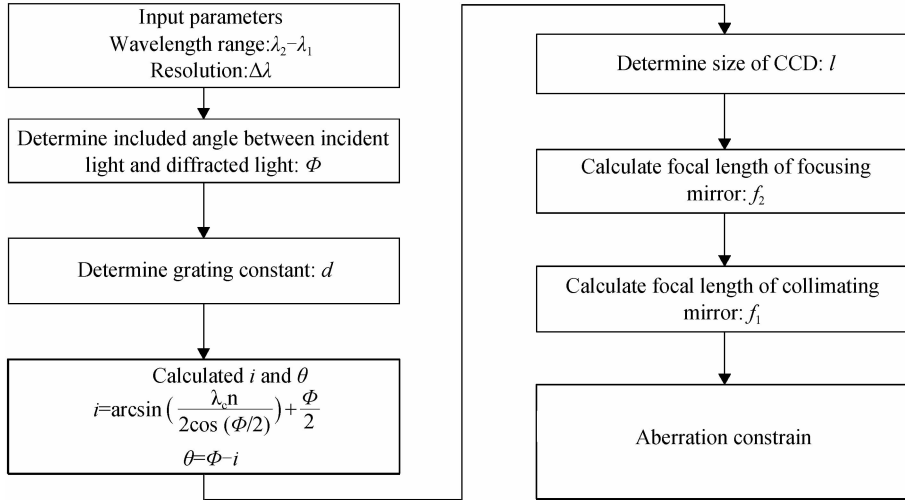 Input parameters
Wavelength range:λ₂−λ₁
Resolution:Δλ
Determine included angle between incident
light and diffracted light: Φ
Determine grating constant: d
Calculated i and θ
i=arcsin(λcn/2cos (Φ/2))+Φ/2
θ=Φ−i
Determine size of CCD: l
Calculate focal length of focusing
mirror: f₂
Calculate focal length of collimating
mirror: f₁
Aberration constrain